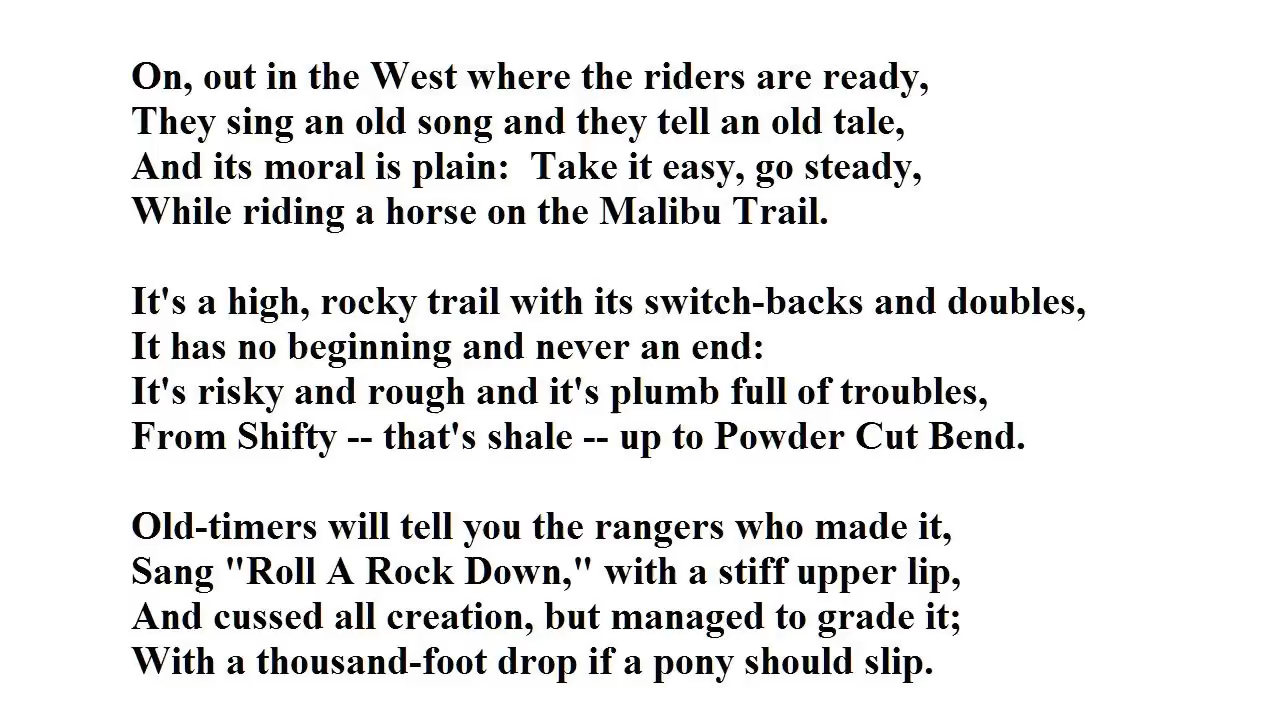 On, out in the West where the riders are ready,
They sing an old song and they tell an old tale,
And its moral is plain:  Take it easy, go steady,
While riding a horse on the Malibu Trail.

It's a high, rocky trail with its switch-backs and doubles,
It has no beginning and never an end:
It's risky and rough and it's plumb full of troubles,
From Shifty -- that's shale -- up to Powder Cut Bend.

Old-timers will tell you the rangers who made it,
Sang "Roll A Rock Down," with a stiff upper lip,
And cussed all creation, but managed to grade it;
With a thousand-foot drop if a pony should slip.